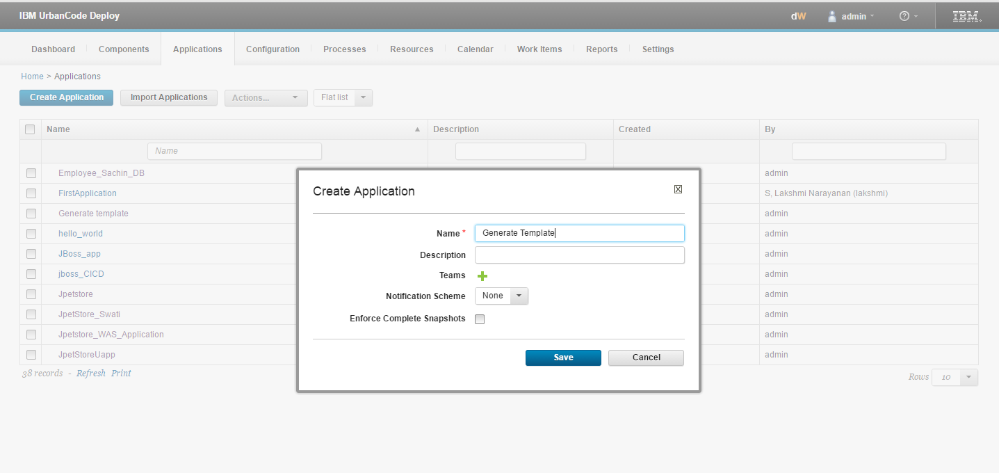 IBM UrbanCode Deploy dW admin ? IBM.
Dashboard Components Applications Configuration Processes Resources Calendar Work Items Reports Settings
Home > Applications
Create Application Import Applications Actions... Flat list
Name Description Created By
Name
Employee_Sachin_DB admin
FirstApplication S, Lakshmi Narayanan (lakshmi)
Generate template admin
hello_world admin
JBoss_app admin
jboss_CICD admin
Jpetstore admin
JpetStore_Swati admin
Jpetstore_WAS_Application admin
JpetStoreUapp admin
38 records - Refresh Print Rows 10
Create Application X
Name * Generate Template
Description
Teams
Notification Scheme None
Enforce Complete Snapshots
Save Cancel